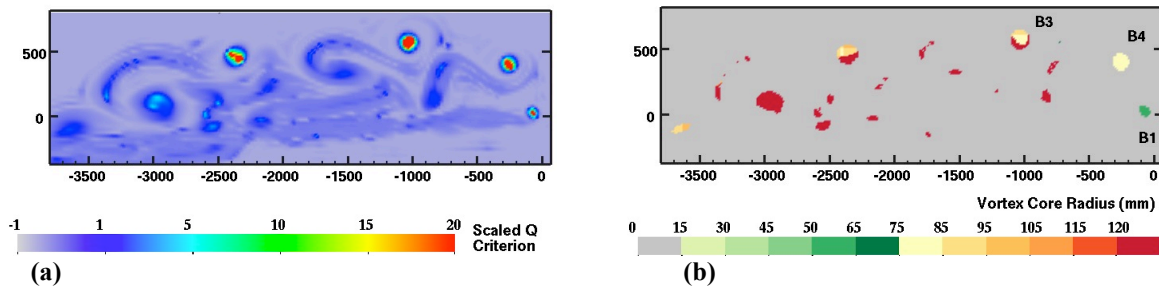 500
0
-3500 -3000 -2500 -2000 -1500 -1000 -500 0
-1 1 5 10 15 20
Scaled Q
Criterion
(a)
B3
B4
500
0
B1
-3500 -3000 -2500 -2000 -1500 -1000 -500 0
Vortex Core Radius (mm)
0 15 30 45 65 75 85 95 105 115 120
(b)